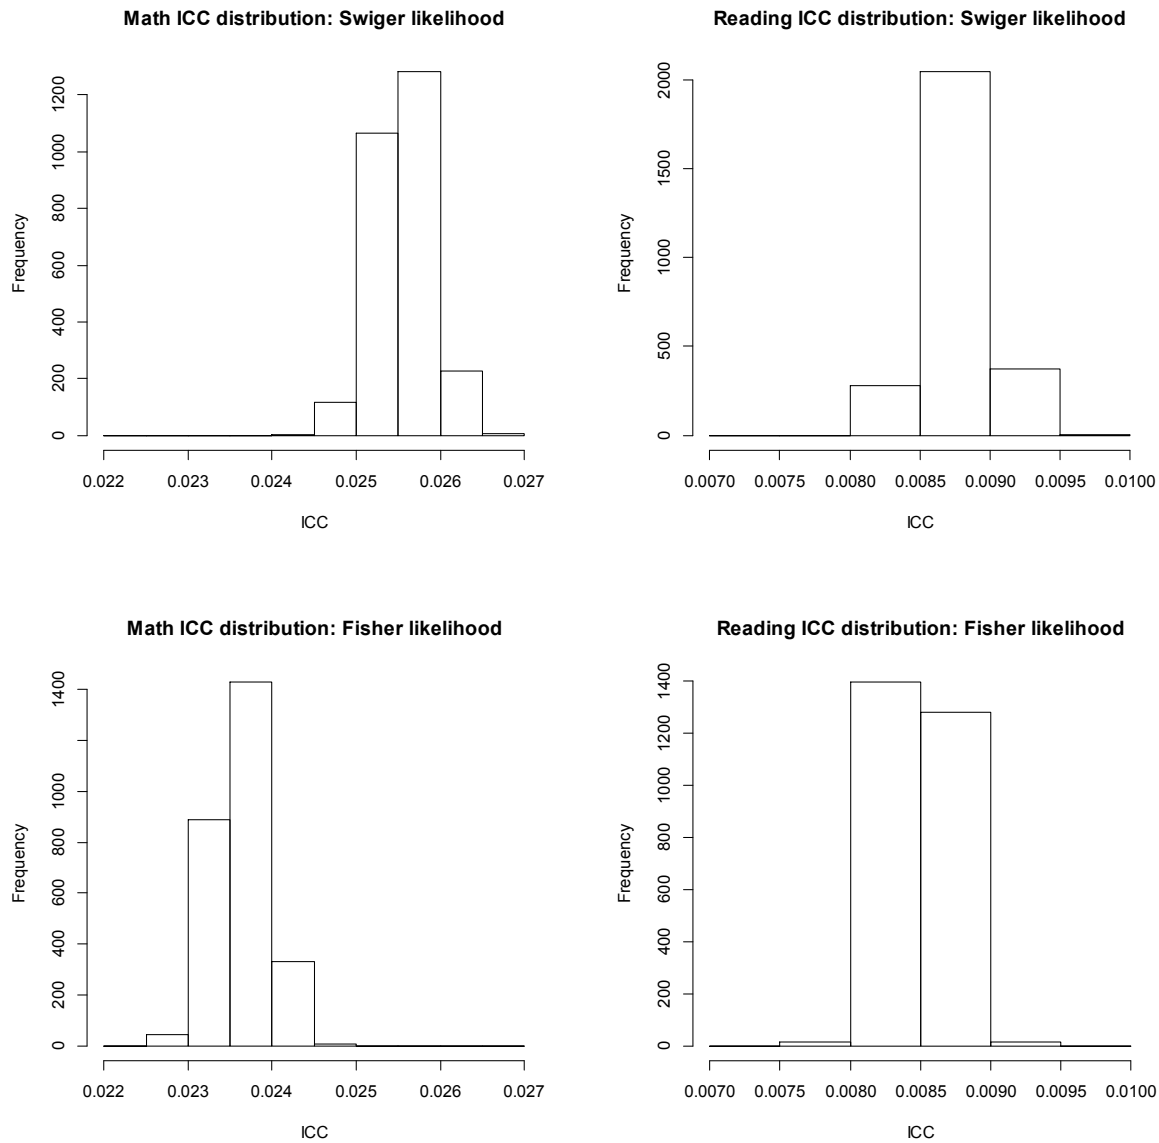 Math ICC distribution: Swiger likelihood
Frequency
0
200
400
600
800
1000
1200
0.022 0.023 0.024 0.025 0.026 0.027
ICC
Reading ICC distribution: Swiger likelihood
Frequency
0
500
1000
1500
2000
0.0070 0.0075 0.0080 0.0085 0.0090 0.0095 0.0100
ICC
Math ICC distribution: Fisher likelihood
Frequency
0
200
400
600
800
1000
1400
0.022 0.023 0.024 0.025 0.026 0.027
ICC
Reading ICC distribution: Fisher likelihood
Frequency
0
200
400
600
800
1000
1200
1400
0.0070 0.0075 0.0080 0.0085 0.0090 0.0095 0.0100
ICC